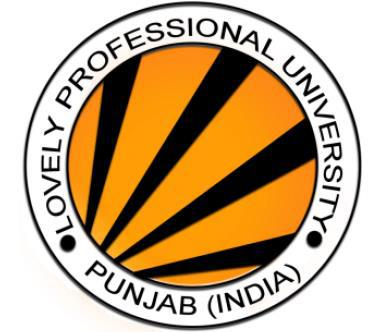 LOVELY PROFESSIONAL UNIVERSITY
PUNJAB (INDIA)